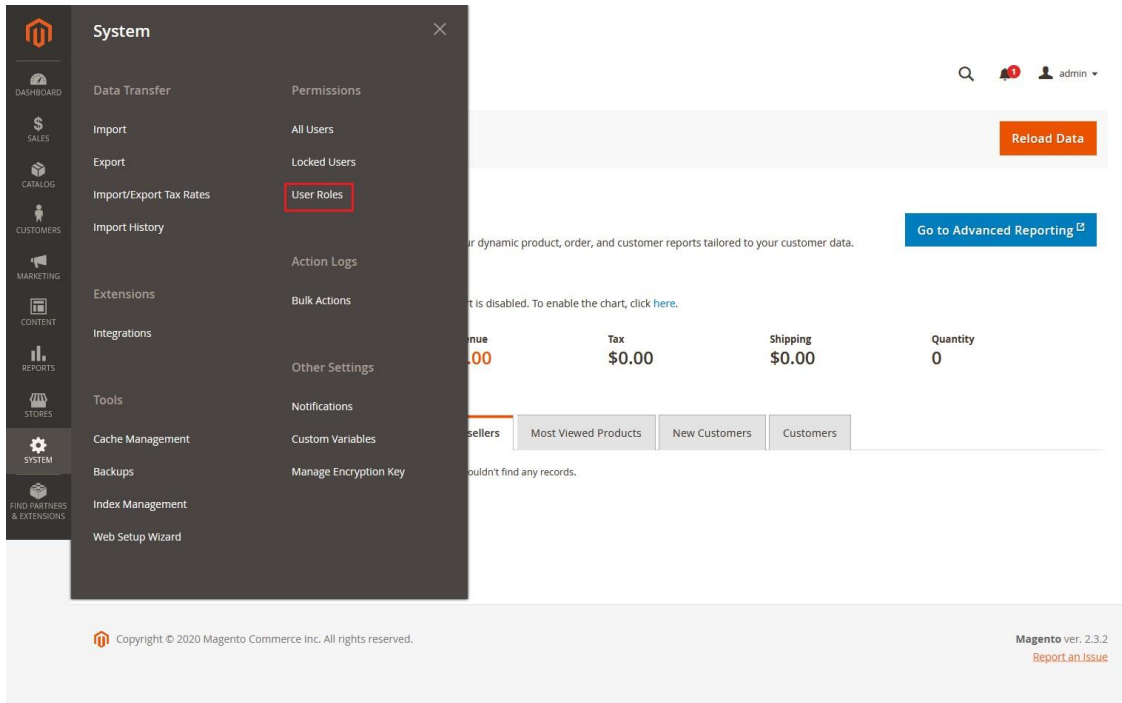 DASHBOARD
SALES
CATALOG
CUSTOMERS
MARKETING
CONTENT
REPORTS
STORES
SYSTEM
FIND PARTNERS
& EXTENSIONS
System
Data Transfer
Import
Export
Import/Export Tax Rates
Import History
Extensions
Integrations
Tools
Cache Management
Backups
Index Management
Web Setup Wizard
Permissions
All Users
Locked Users
User Roles
Action Logs
Bulk Actions
Other Settings
Notifications
Custom Variables
Manage Encryption Key
1
admin
Reload Data
dynamic product, order, and customer reports tailored to your customer data.
Go to Advanced Reporting
is disabled. To enable the chart, click here.
Tax
$0.00
Shipping
$0.00
Quantity
0
Most Viewed Products
New Customers
Customers
find any records.
Copyright © 2020 Magento Commerce Inc. All rights reserved.
Magento ver. 2.3.2
Report an Issue